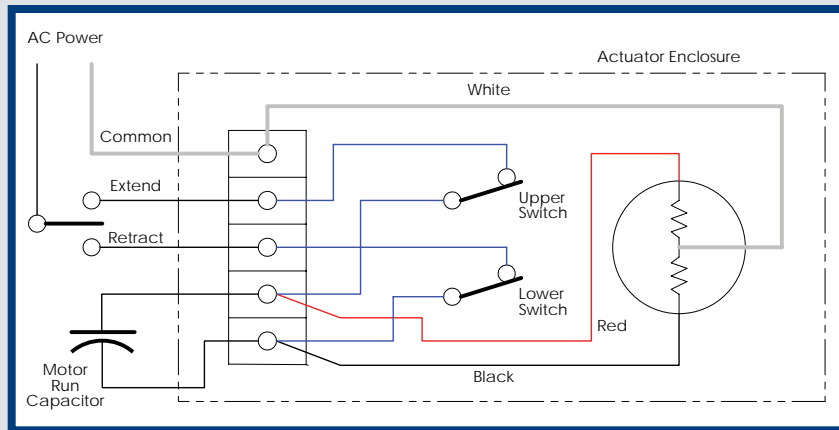 AC Power
Actuator Enclosure
White
Common
Extend
Upper
Switch
Retract
Lower
Switch
Red
Motor
Run
Capacitor
Black